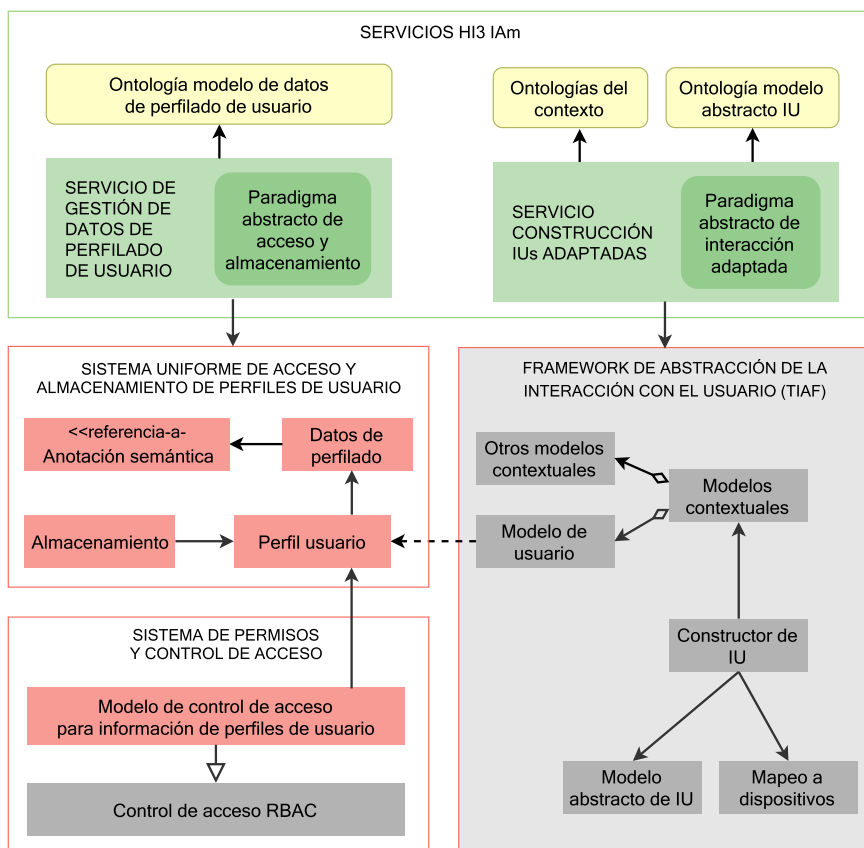 SERVICIOS HI3 IAm
Ontología modelo de datos
de perfilado de usuario
Ontologías del
contexto
Ontología modelo
abstracto IU
SERVICIO DE
GESTIÓN DE
DATOS DE
PERFILADO
DE USUARIO
Paradigma
abstracto de
acceso y
almacenamiento
SERVICIO
CONSTRUCCIÓN
IUs ADAPTADAS
Paradigma
abstracto de
interacción
adaptada
SISTEMA UNIFORME DE ACCESO Y
ALMACENAMIENTO DE PERFILES DE USUARIO
<<referencia-a-
Anotación semántica
Datos de
perfilado
Almacenamiento
Perfil usuario
FRAMEWORK DE ABSTRACCIÓN DE LA
INTERACCIÓN CON EL USUARIO (TIAF)
Otros modelos
contextuales
Modelos
contextuales
Modelo de
usuario
Constructor de
IU
Modelo
abstracto de IU
Mapeo a
dispositivos
SISTEMA DE PERMISOS
Y CONTROL DE ACCESO
Modelo de control de acceso
para información de perfiles de usuario
Control de acceso RBAC